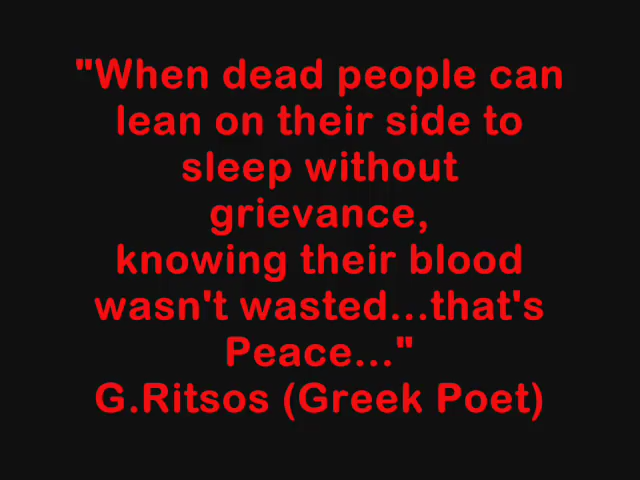 "When dead people can
lean on their side to
sleep without
grievance,
knowing their blood
wasn't wasted...that's
Peace..."
G.Ritsos (Greek Poet)